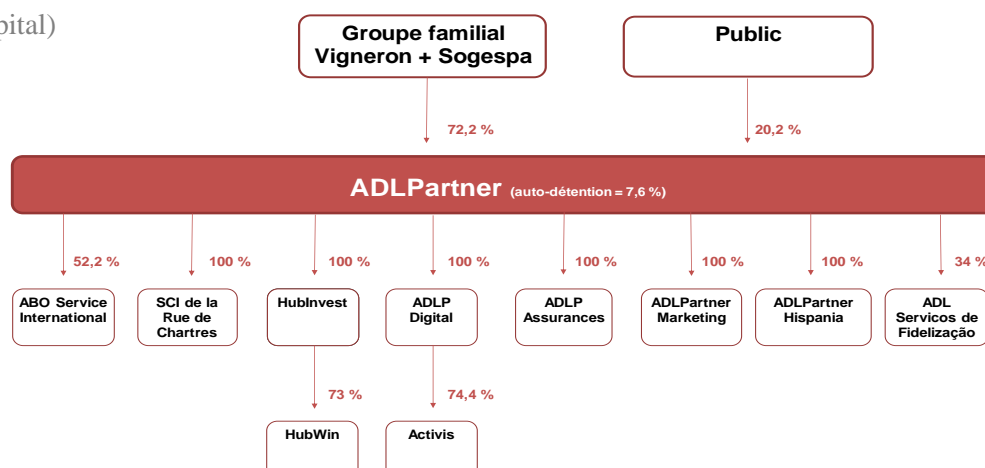 pital)
Groupe familial
Vigneron + Sogespa
Public
72,2 %
20,2 %
ADLPartner (auto-détention = 7,6 %)
52,2 %
100 %
100 %
100 %
100 %
100 %
100 %
34 %
ABO Service
International
SCI de la
Rue de
Chartres
HubInvest
ADLP
Digital
ADLP
Assurances
ADLPartner
Marketing
ADLPartner
Hispania
ADL
Servicos de
Fidelização
73 %
74,4 %
HubWin
Activis